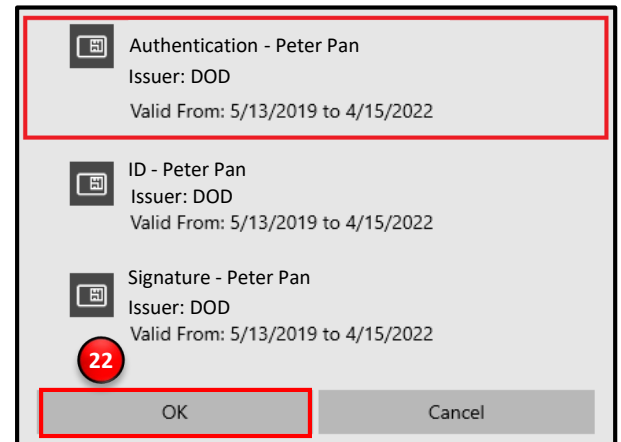 Authentication - Peter Pan
Issuer: DOD
Valid From: 5/13/2019 to 4/15/2022
ID - Peter Pan
Issuer: DOD
Valid From: 5/13/2019 to 4/15/2022
Signature - Peter Pan
Issuer: DOD
Valid From: 5/13/2019 to 4/15/2022
22
OK Cancel